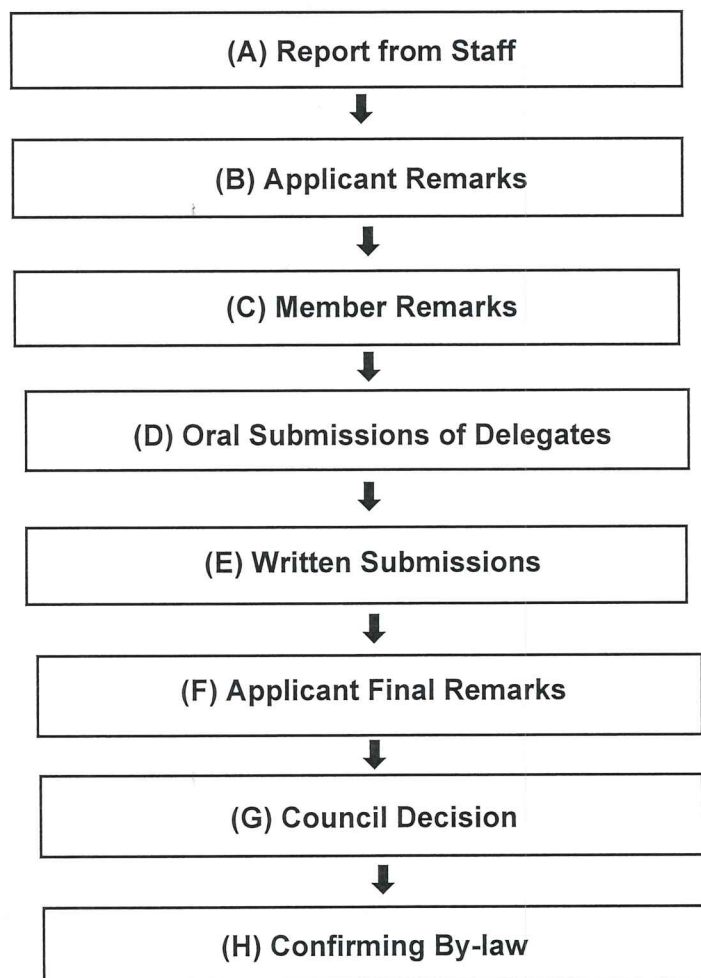 (A) Report from Staff
(B) Applicant Remarks
(C) Member Remarks
(D) Oral Submissions of Delegates
(E) Written Submissions
(F) Applicant Final Remarks
(G) Council Decision
(H) Confirming By-law